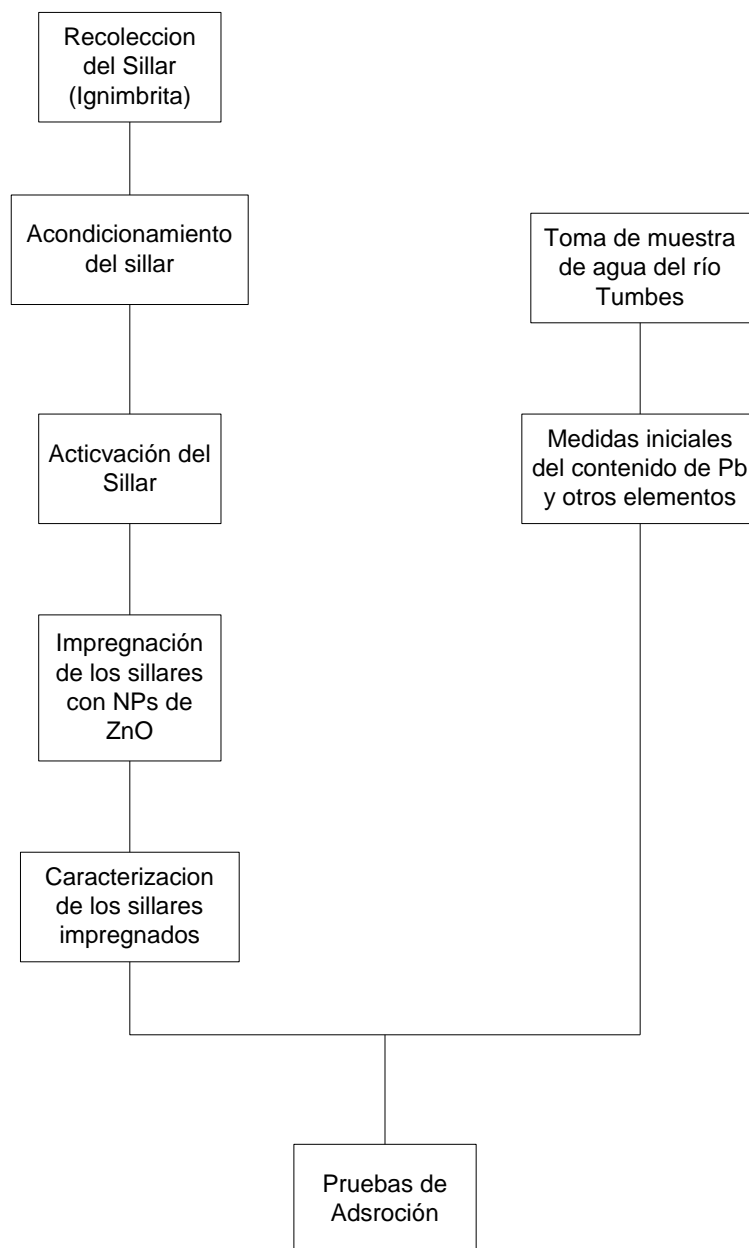 Recoleccion
del Sillar
(Ignimbrita)
Acondicionamiento
del sillar
Acticvación del
Sillar
Impregnación
de los sillares
con NPs de
ZnO
Caracterizacion
de los sillares
impregnados
Toma de muestra
de agua del río
Tumbes
Medidas iniciales
del contenido de Pb
y otros elementos
Pruebas de
Adsroción